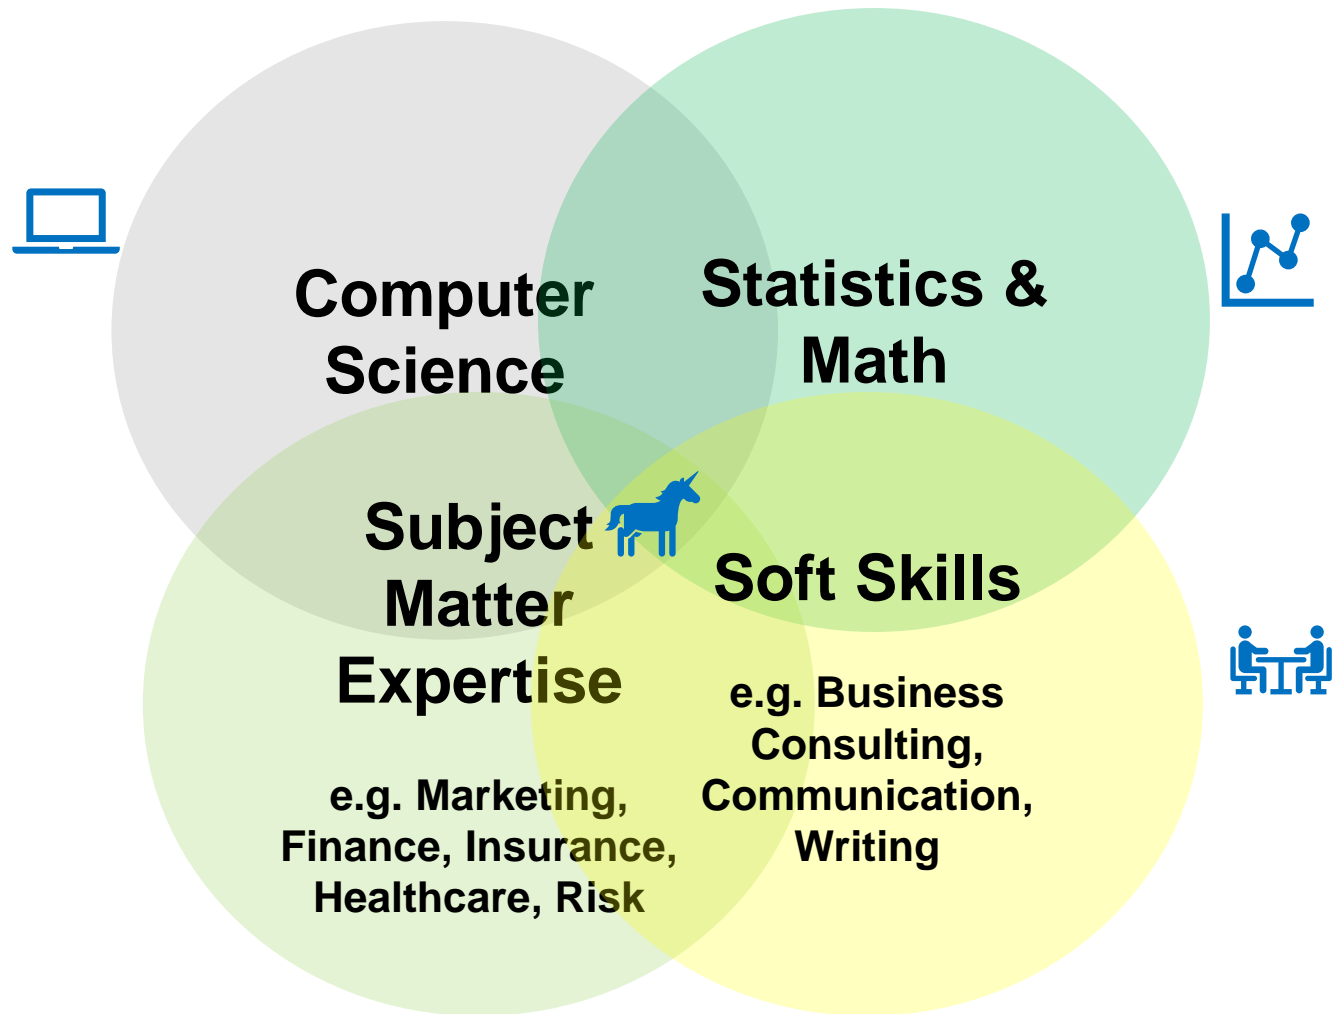 Computer
Science
Statistics &
Math
Subject
Matter
Expertise
e.g. Marketing,
Finance, Insurance,
Healthcare, Risk
Soft Skills
e.g. Business
Consulting,
Communication,
Writing